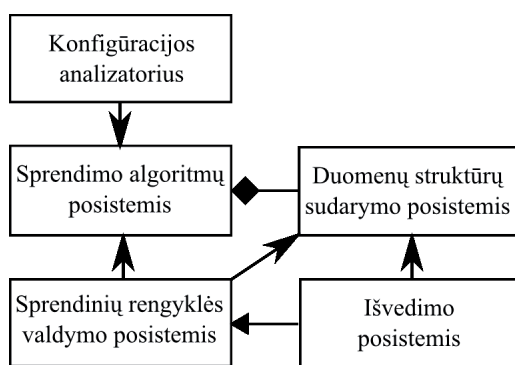 Konfigūracijos
analizatorius
Sprendimo algoritmų
posistemis
Duomenų struktūrų
sudarymo posistemis
Sprendinių rengyklės
valdymo posistemis
Išvedimo
posistemis